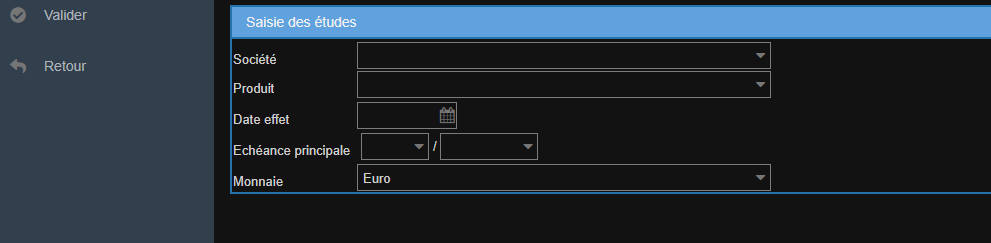 Valider
Retour
Saisie des études
Société
Produit
Date effet
Echéance principale /
Monnaie Euro